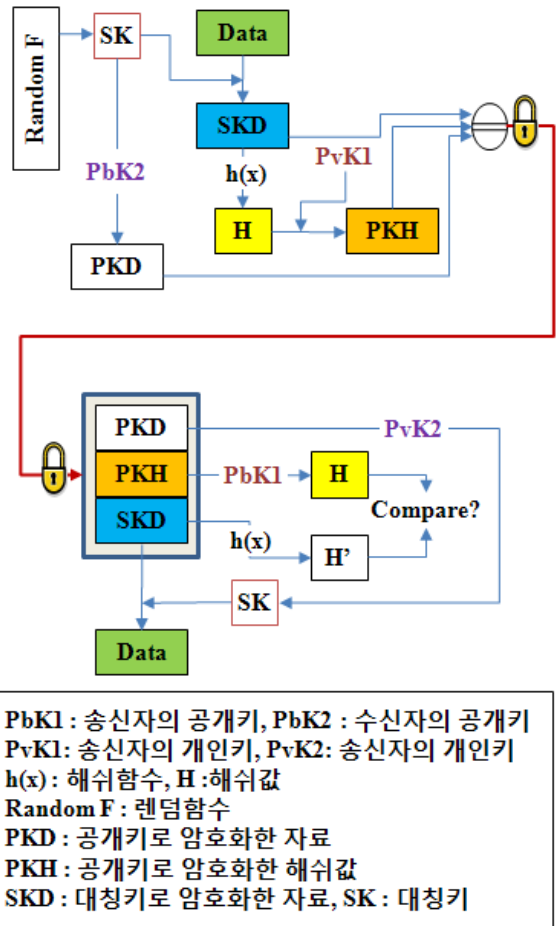 Random F
SK
Data
SKD
PbK2
h(x)
PvK1
H
PKH
PKD
PKD
PvK2
PKH
PbK1
H
Compare?
SKD
h(x)
H’
SK
Data
PbK1 : 송신자의 공개키, PbK2 : 수신자의 공개키
PvK1: 송신자의 개인키, PvK2: 송신자의 개인키
h(x) : 해쉬함수, H :해쉬값
Random F : 렌덤함수
PKD : 공개키로 암호화한 자료
PKH : 공개키로 암호화한 해쉬값
SKD : 대칭키로 암호화한 자료, SK : 대칭키